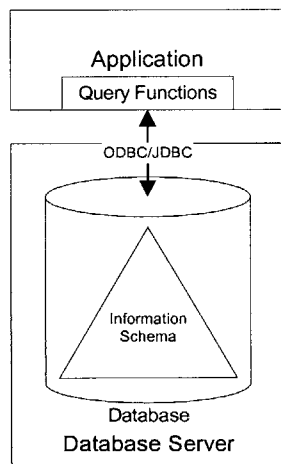 Application
Query Functions
ODBC/JDBC
Information
Schema
Database
Database Server